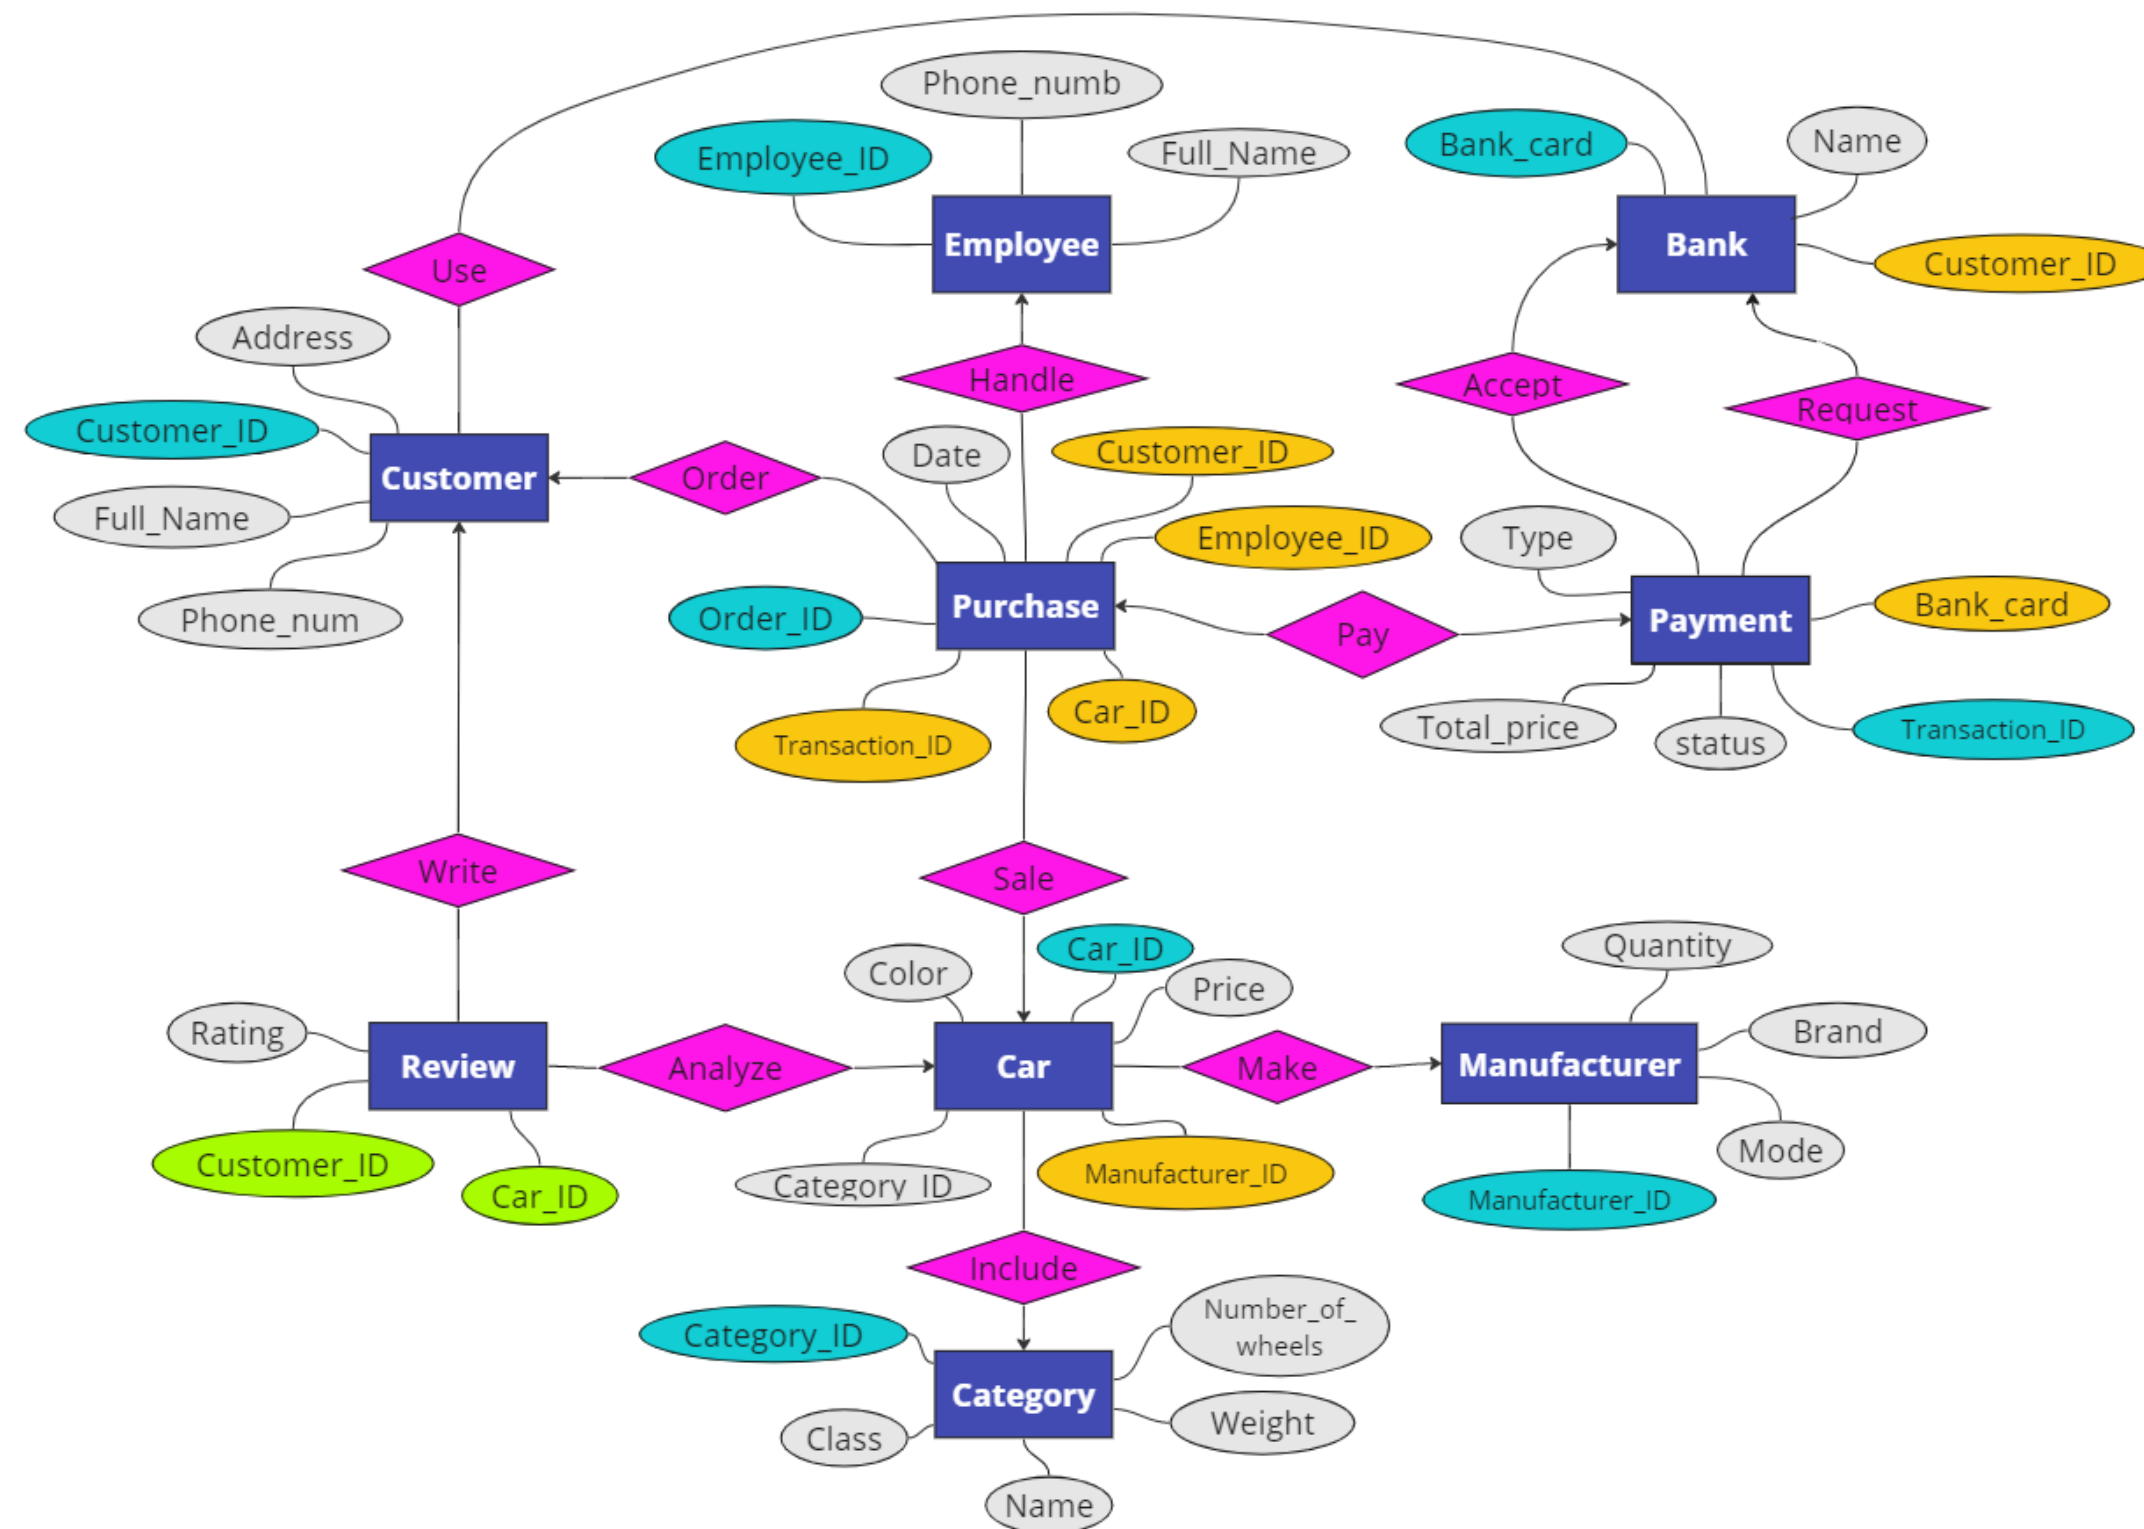 Phone_numb
Employee_ID
Full_Name
Bank_card
Name
Employee
Bank
Customer_ID
Use
Address
Handle
Accept
Request
Customer_ID
Customer
Order
Date
Customer_ID
Full_Name
Employee_ID
Type
Phone_num
Order_ID
Purchase
Pay
Payment
Bank_card
Transaction_ID
Car_ID
Total_price
status
Transaction_ID
Write
Sale
Color
Car_ID
Price
Quantity
Rating
Brand
Review
Analyze
Car
Make
Manufacturer
Customer_ID
Car_ID
Category_ID
Manufacturer_ID
Mode
Manufacturer_ID
Include
Category_ID
Number_of_
wheels
Category
Class
Weight
Name